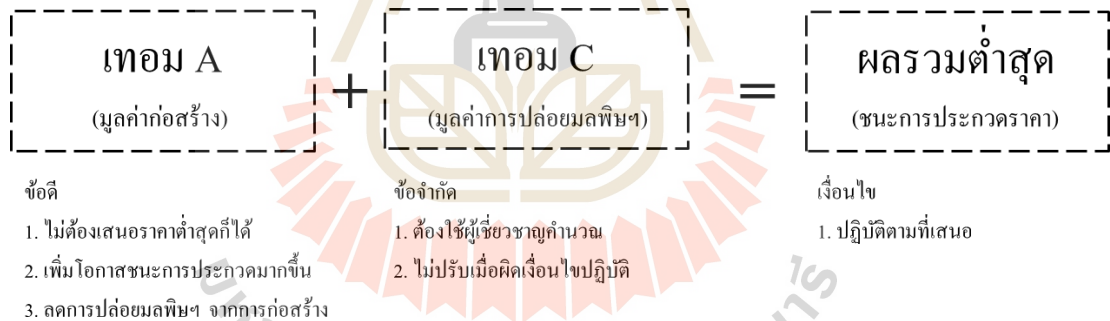 เทอม A
(มูลค่าก่อสร้าง)
+
เทอม C
(มูลค่าการปล่อยมลพิษฯ)
=
ผลรวมต่ำสุด
(ชนะการประกวดราคา)
ข้อดี
1. ไม่ต้องเสนอราคาต่ำสุดก็ได้
2. เพิ่มโอกาสชนะการประกวดมากขึ้น
3. ลดการปล่อยมลพิษฯ จากการก่อสร้าง
ข้อจำกัด
1. ต้องใช้ผู้เชี่ยวชาญคำนวณ
2. ไม่ปรับเมื่อผิดเงื่อนไขปฏิบัติ
เงื่อนไข
1. ปฏิบัติตามที่เสนอ